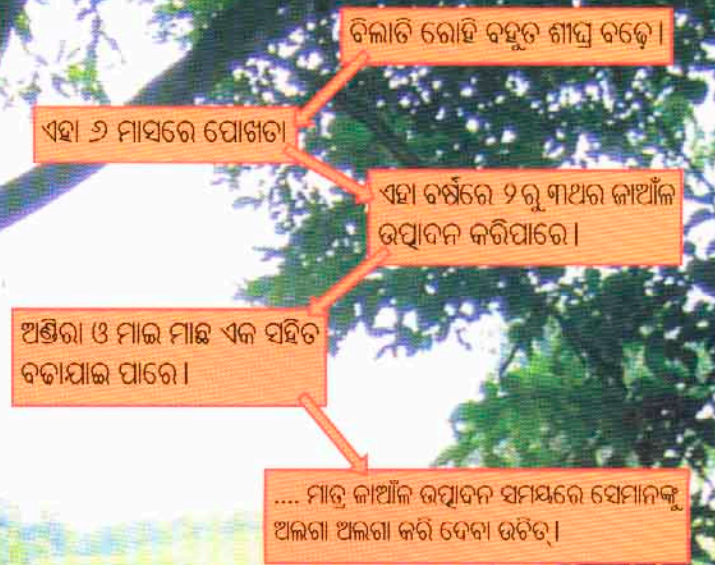 ବିଲାତି ରୋହି ବହୁତ ଶୀଘ୍ର ବଢ଼େ।
ଏହା ୬ ମାସରେ ପୋଖତା
ଏହା ବର୍ଷରେ ୨ରୁ ୩ଥର ଜାଆଁଳ
ଉତ୍ପାଦନ କରିପାରେ।
ଅଣ୍ଡିରା ଓ ମାଇ ମାଛ ଏକ ସହିତ
ବଢାଯାଇ ପାରେ।
.... ମାତ୍ର ଜାଆଁଳ ଉତ୍ପାଦନ ସମୟରେ ସେମାନଙ୍କୁ
ଅଲଗା ଅଲଗା କରି ଦେବା ଉଚିତ୍।